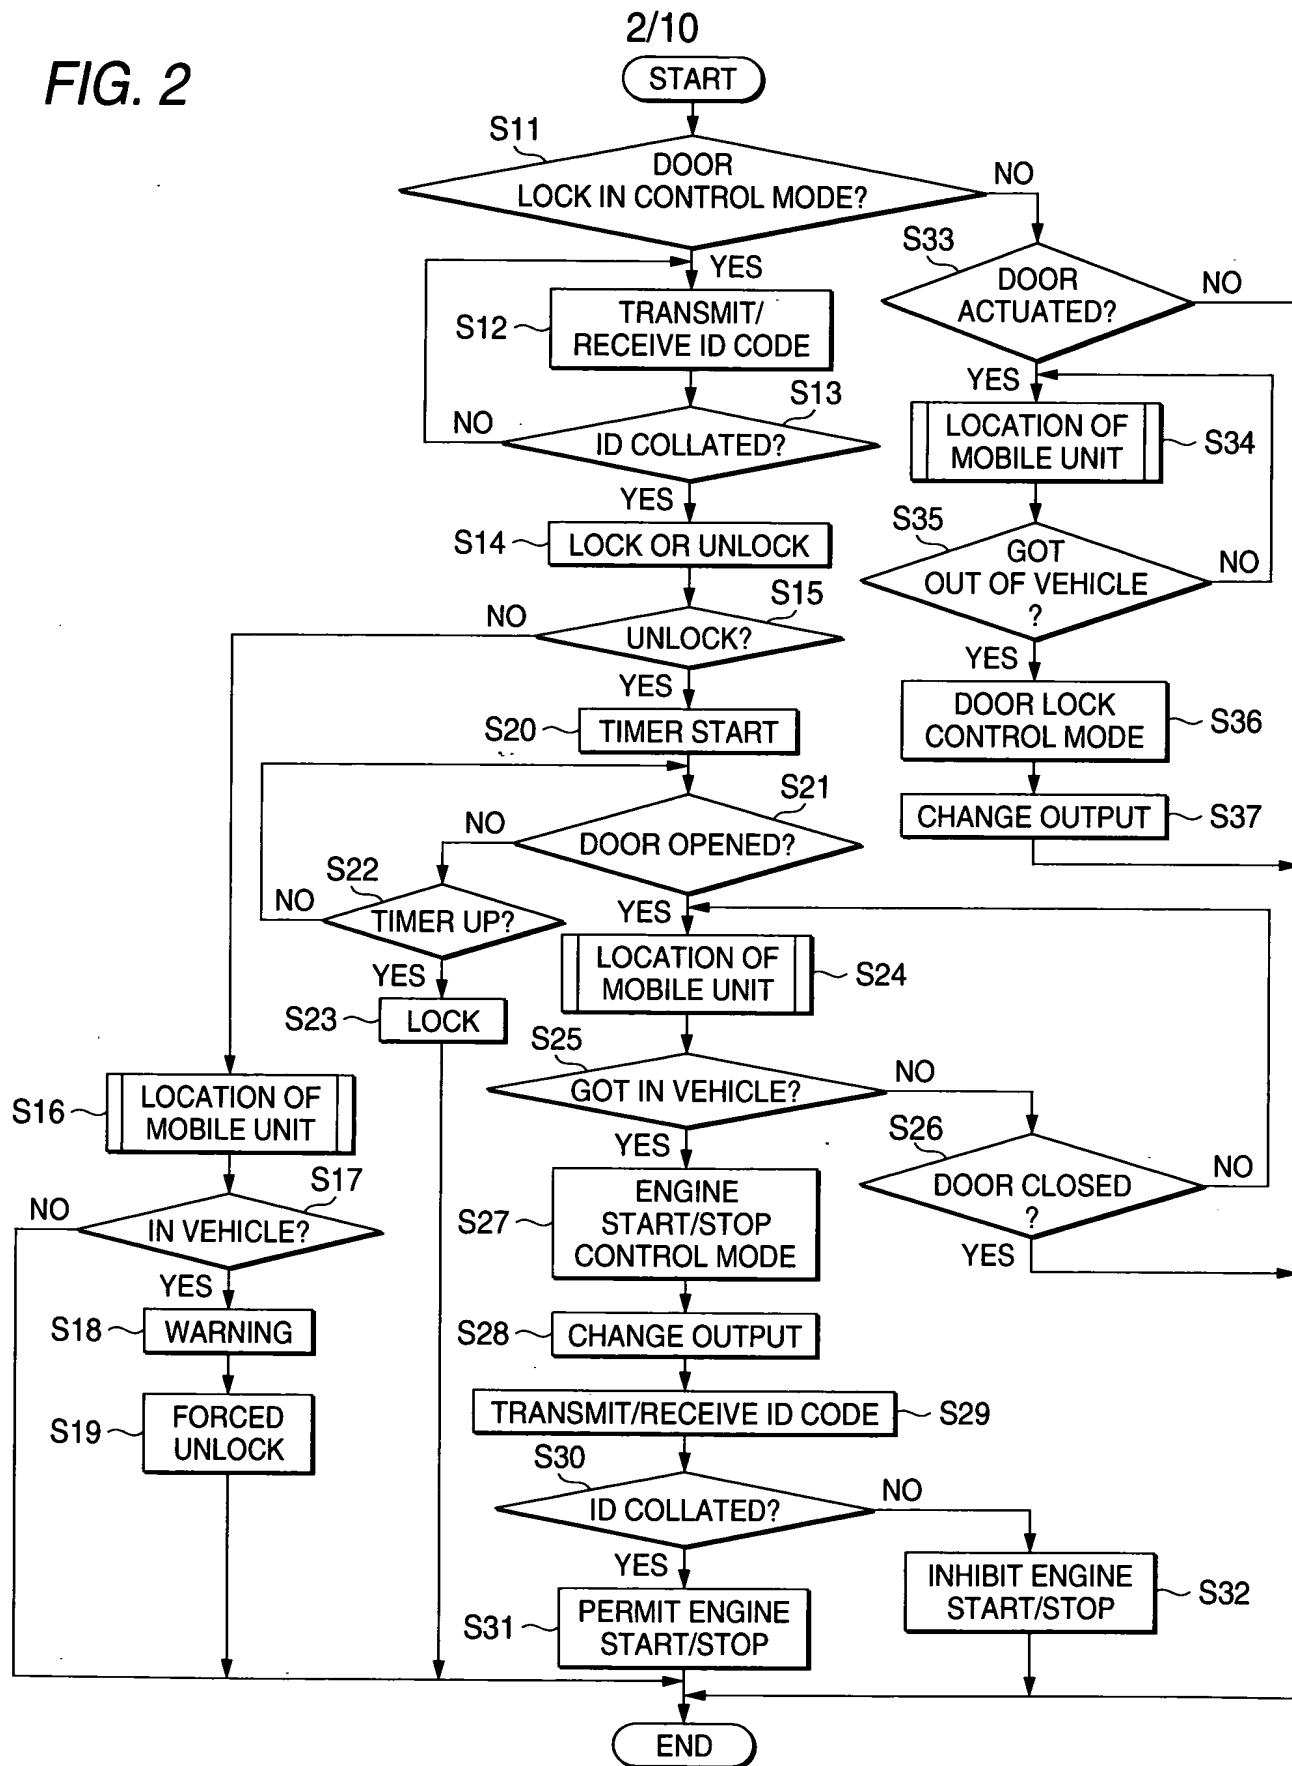 2/10
FIG. 2
START
S11
DOOR
LOCK IN CONTROL MODE?
NO
YES
S33
DOOR
ACTUATED?
NO
YES
S12
TRANSMIT/
RECEIVE ID CODE
S13
ID COLLATED?
NO
YES
LOCATION OF
MOBILE UNIT
S34
S14
LOCK OR UNLOCK
S35
GOT
OUT OF VEHICLE
?
NO
YES
S15
UNLOCK?
NO
YES
S20
TIMER START
DOOR LOCK
CONTROL MODE
S36
S21
DOOR OPENED?
NO
YES
CHANGE OUTPUT
S37
S22
TIMER UP?
NO
YES
S23
LOCK
LOCATION OF
MOBILE UNIT
S24
S25
GOT IN VEHICLE?
NO
YES
S16
LOCATION OF
MOBILE UNIT
S26
DOOR CLOSED
?
NO
YES
S17
IN VEHICLE?
NO
YES
S27
ENGINE
START/STOP
CONTROL MODE
S18
WARNING
S28
CHANGE OUTPUT
S19
FORCED
UNLOCK
TRANSMIT/RECEIVE ID CODE
S29
S30
ID COLLATED?
NO
YES
S31
PERMIT ENGINE
START/STOP
INHIBIT ENGINE
START/STOP
S32
END